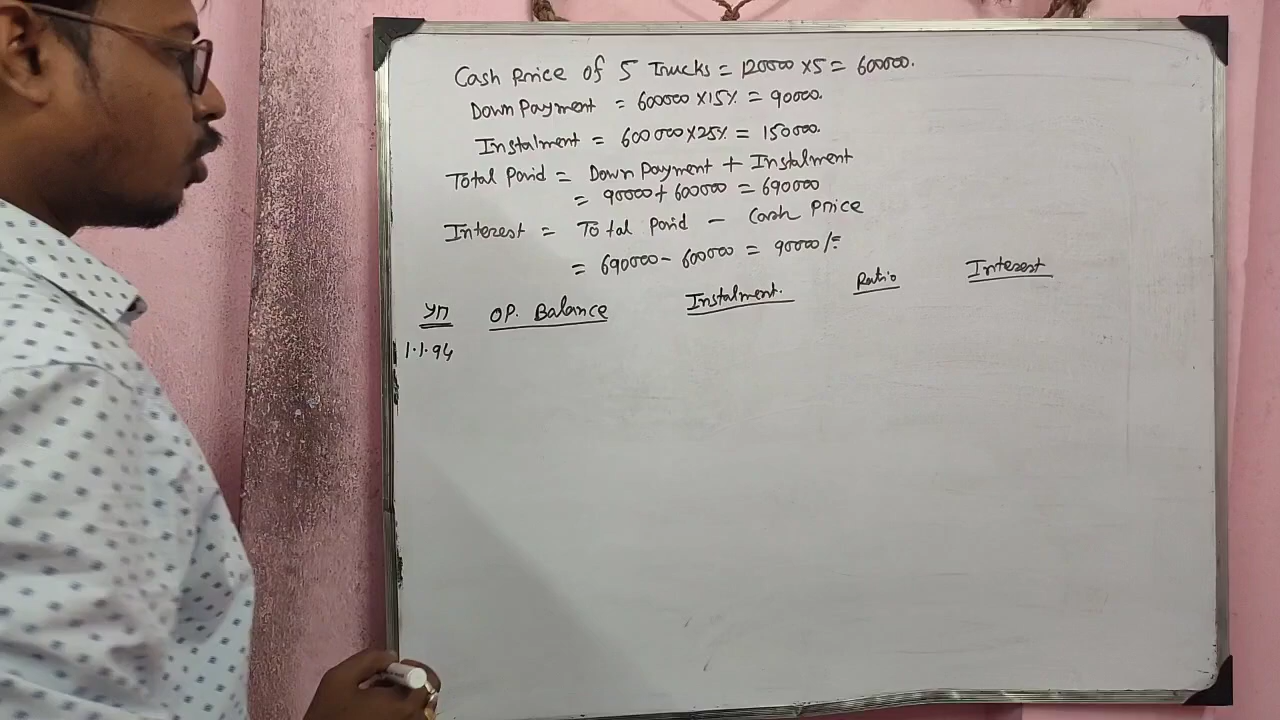 Cash Price of 5 Trucks = 120000 × 5 = 600000.
Down Payment = 600000 × 15% = 90000.
Instalment = 600000 × 25% = 150000.
Total Paid = Down Payment + Instalment
= 90000 + 600000 = 690000
Interest = Total Paid - Cash Price
= 690000 - 600000 = 90000/=
Yr OP. Balance Instalment. Ratio Interest
1.1.94